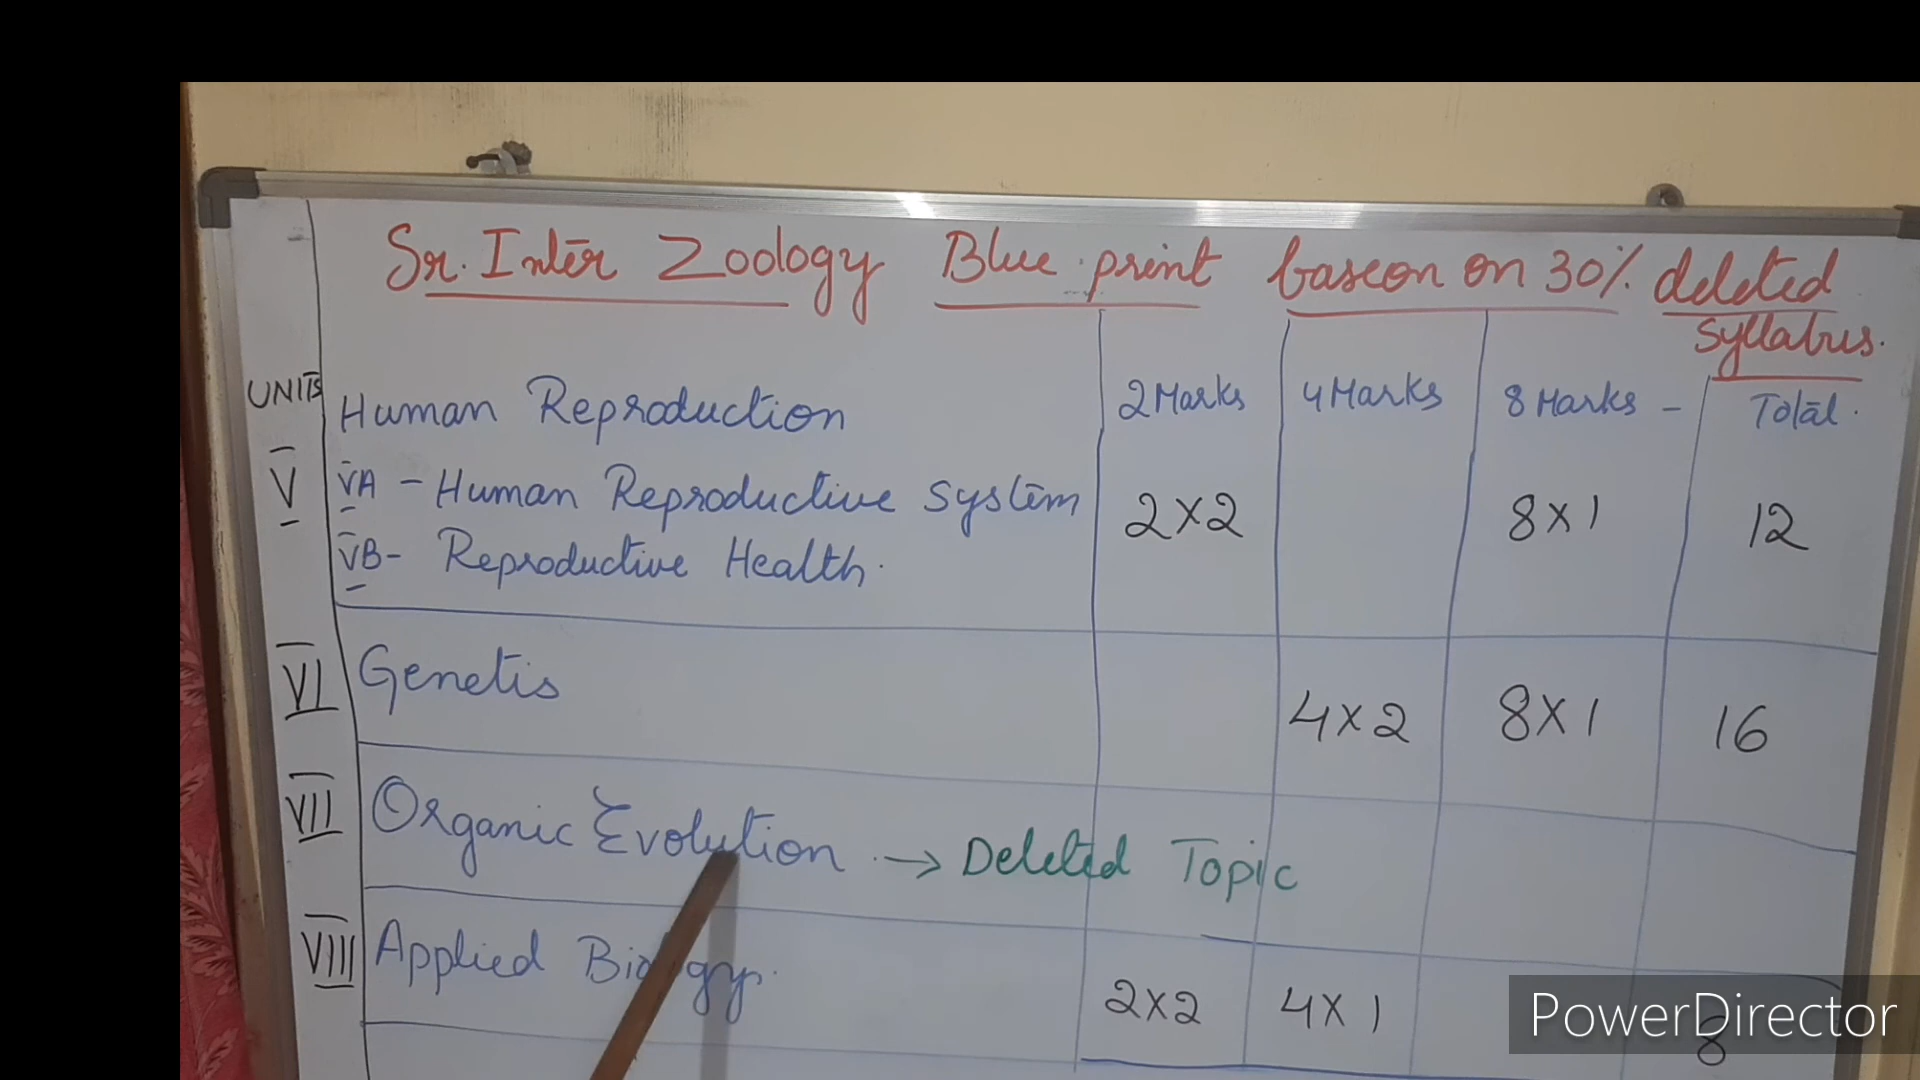 Sr. Inter Zoology Blue print baseon on 30% deleted
Syllabus.
UNITS Human Reproduction 2 Marks 4 Marks 8 Marks - Total.
V VA - Human Reproductive System 2x2 8x1 12
VB- Reproductive Health.
VI Genetis 4x2 8x1 16
VII Organic Evolution. → Deleted Topic
VIII Applied Biology. 2x2 4x1 8
PowerDirector